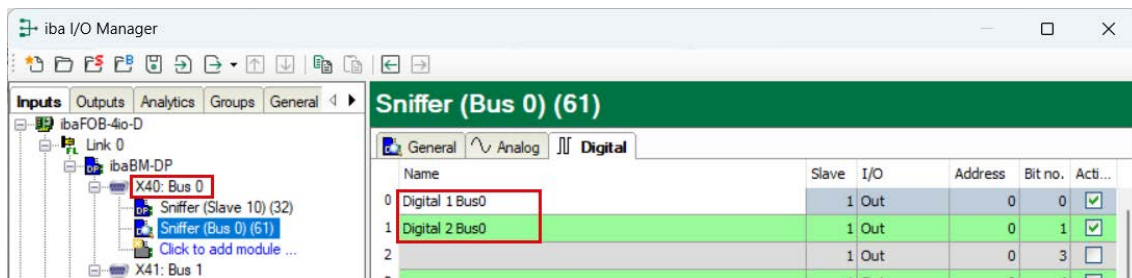 iba I/O Manager
Inputs Outputs Analytics Groups General
ibaFOB-4io-D
Link 0
ibaBM-DP
X40: Bus 0
Sniffer (Slave 10) (32)
Sniffer (Bus 0) (61)
Click to add module ...
X41: Bus 1
Sniffer (Bus 0) (61)
General Analog Digital
Name Slave I/O Address Bit no. Acti...
0 Digital 1 Bus0 1 Out 0 0
1 Digital 2 Bus0 1 Out 0 1
2 1 Out 0 3